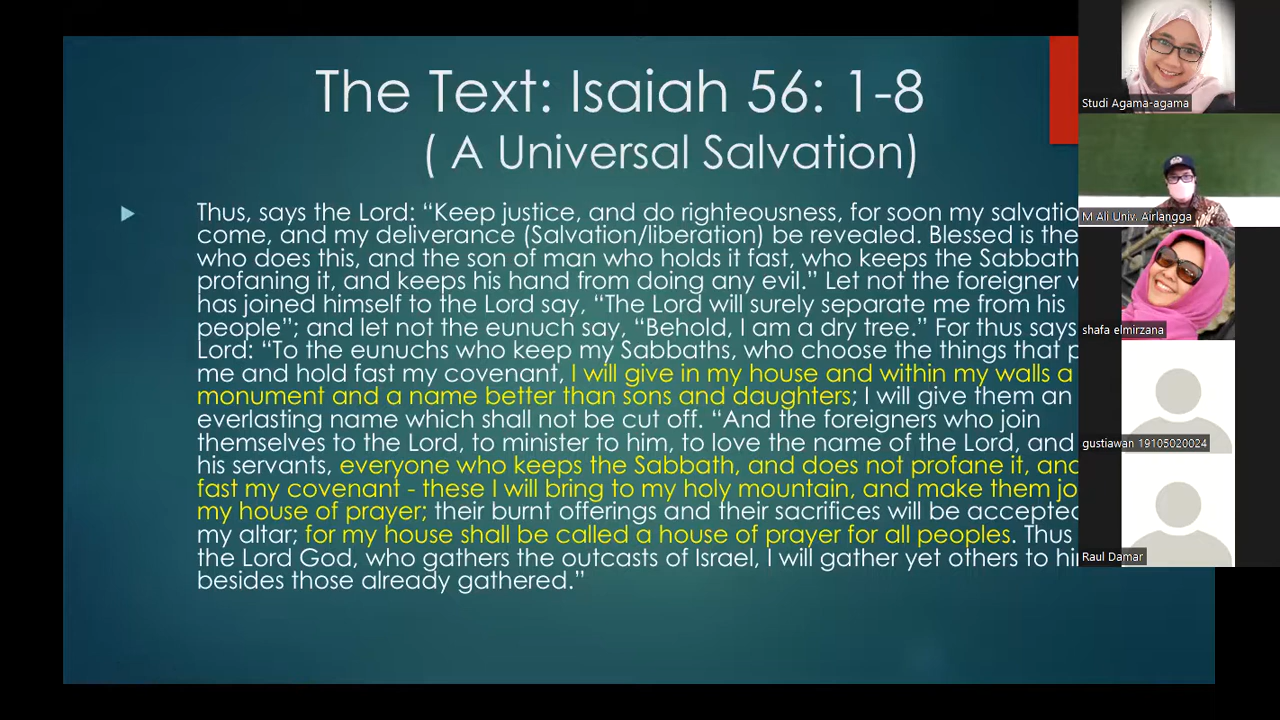 The Text: Isaiah 56: 1-8
( A Universal Salvation)
Thus, says the Lord: “Keep justice, and do righteousness, for soon my
come, and my deliverance (Salvation/liberation) be revealed. Blessed is the
who does this, and the son of man who holds it fast, who keeps the Sabbath
profaning it, and keeps his hand from doing any evil.” Let not the foreigner
has joined himself to the Lord say, “The Lord will surely separate me from his
people”; and let not the eunuch say, “Behold, I am a dry tree.” For thus says
Lord: “To the eunuchs who keep my Sabbaths, who choose the things that
me and hold fast my covenant, I will give in my house and within my walls a
monument and a name better than sons and daughters; I will give them an
everlasting name which shall not be cut off. “And the foreigners who join
themselves to the Lord, to minister to him, to love the name of the Lord, and
his servants, everyone who keeps the Sabbath, and does not profane it, and
fast my covenant - these I will bring to my holy mountain, and make them
my house of prayer; their burnt offerings and their sacrifices will be accepted
my altar; for my house shall be called a house of prayer for all peoples. Thus
the Lord God, who gathers the outcasts of Israel, I will gather yet others to
besides those already gathered.”
Studi Agama-agama
M Ali Univ. Airlangga
shafa elmirzana
gustiawan 19105020024
Raul Damar